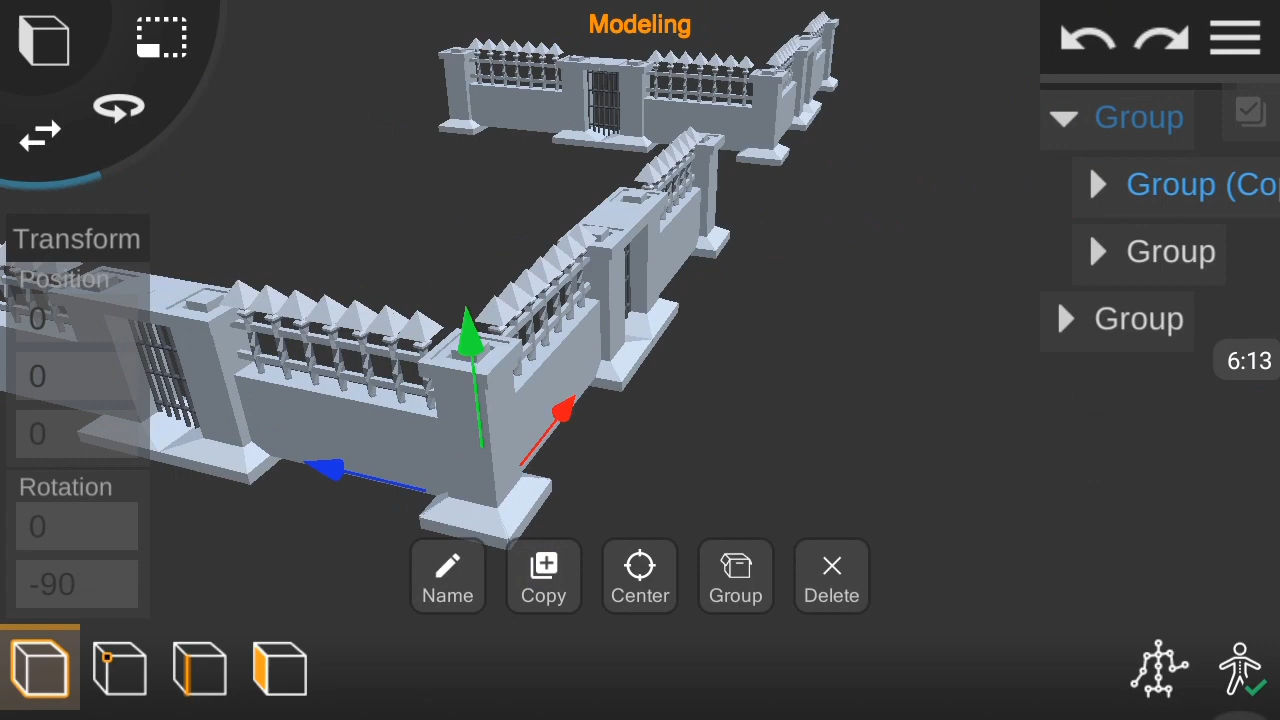 Modeling
Group
Group (Co
Group
Group
Transform
Position
0
0
0
Rotation
0
-90
6:13
Name
Copy
Center
Group
Delete